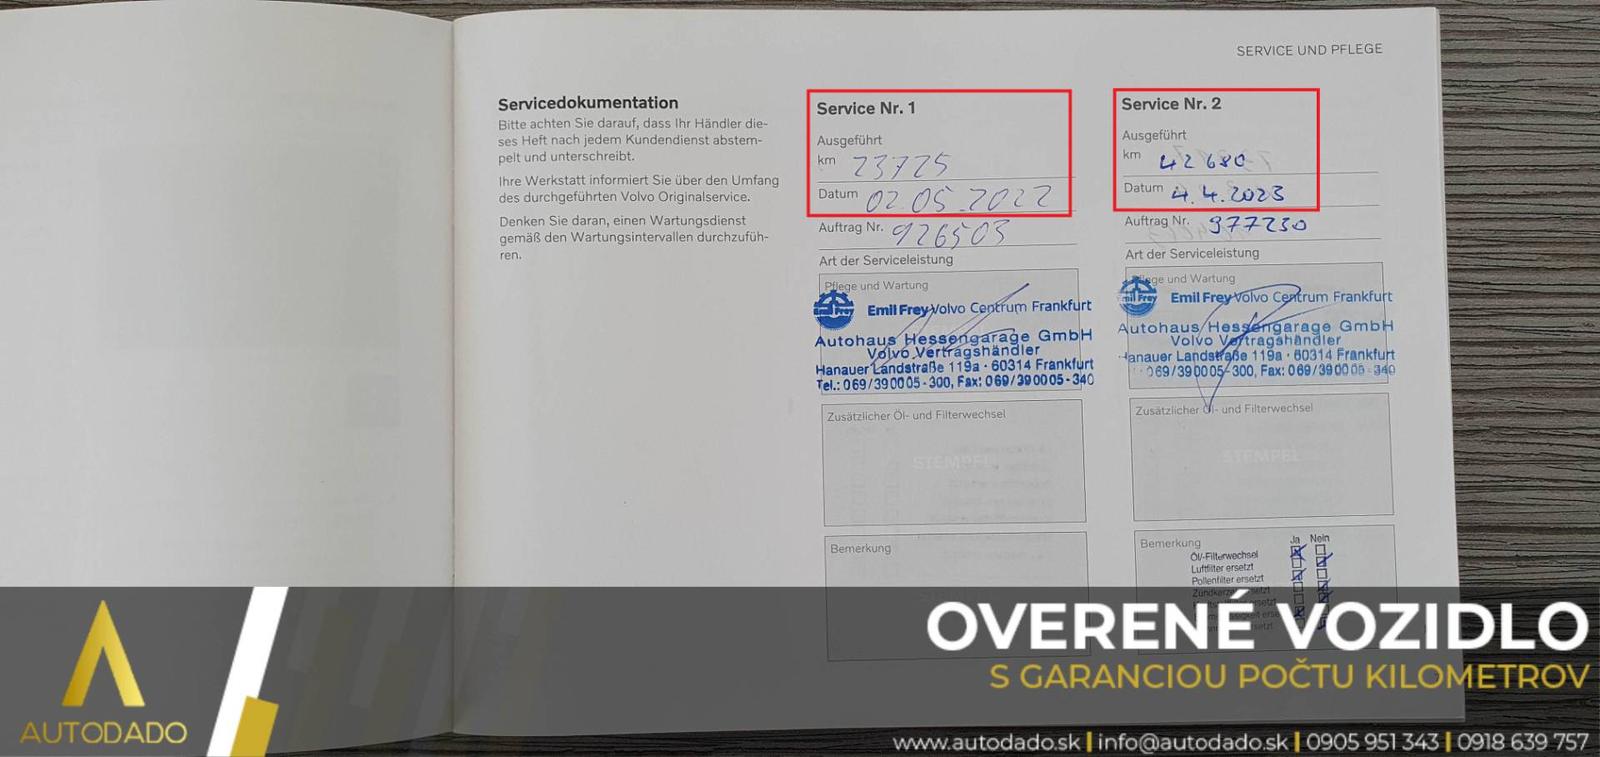 SERVICE UND PFLEGE
Servicedokumentation
Bitte achten Sie darauf, dass Ihr Händler die-
ses Heft nach jedem Kundendienst abstem-
pelt und unterschreibt.
Ihre Werkstatt informiert Sie über den Umfang
des durchgeführten Volvo Originalservice.
Denken Sie daran, einen Wartungsdienst
gemäß den Wartungsintervallen durchzufüh-
ren.
Service Nr. 1
Ausgeführt
km 23725
Datum 02.05.2022
Auftrag Nr. 926503
Art der Serviceleistung
Pflege und Wartung
Emil Frey Volvo Centrum Frankfurt
Autohaus Hessengarage GmbH
Volvo Vertragshändler
Hanauer Landstraße 119a · 60314 Frankfurt
Tel.: 069/390005-300, Fax: 069/390005-340
Zusätzlicher Öl- und Filterwechsel
STEMPEL
Bemerkung
Service Nr. 2
Ausgeführt
km 42680
Datum 4.4.2023
Auftrag Nr. 977230
Art der Serviceleistung
Pflege und Wartung
Emil Frey Volvo Centrum Frankfurt
Autohaus Hessengarage GmbH
Volvo Vertragshändler
Hanauer Landstraße 119a · 60314 Frankfurt
069/390005-300, Fax: 069/390005-340
Zusätzlicher Öl- und Filterwechsel
STEMPEL
Bemerkung Ja Nein
Öl/-Filterwechsel
Luftfilter ersetzt
Pollenfilter ersetzt
OVERENÉ VOZIDLO
S GARANCIOU POČTU KILOMETROV
AUTODADO
www.autodado.sk | info@autodado.sk | 0905 951 343 | 0918 639 757